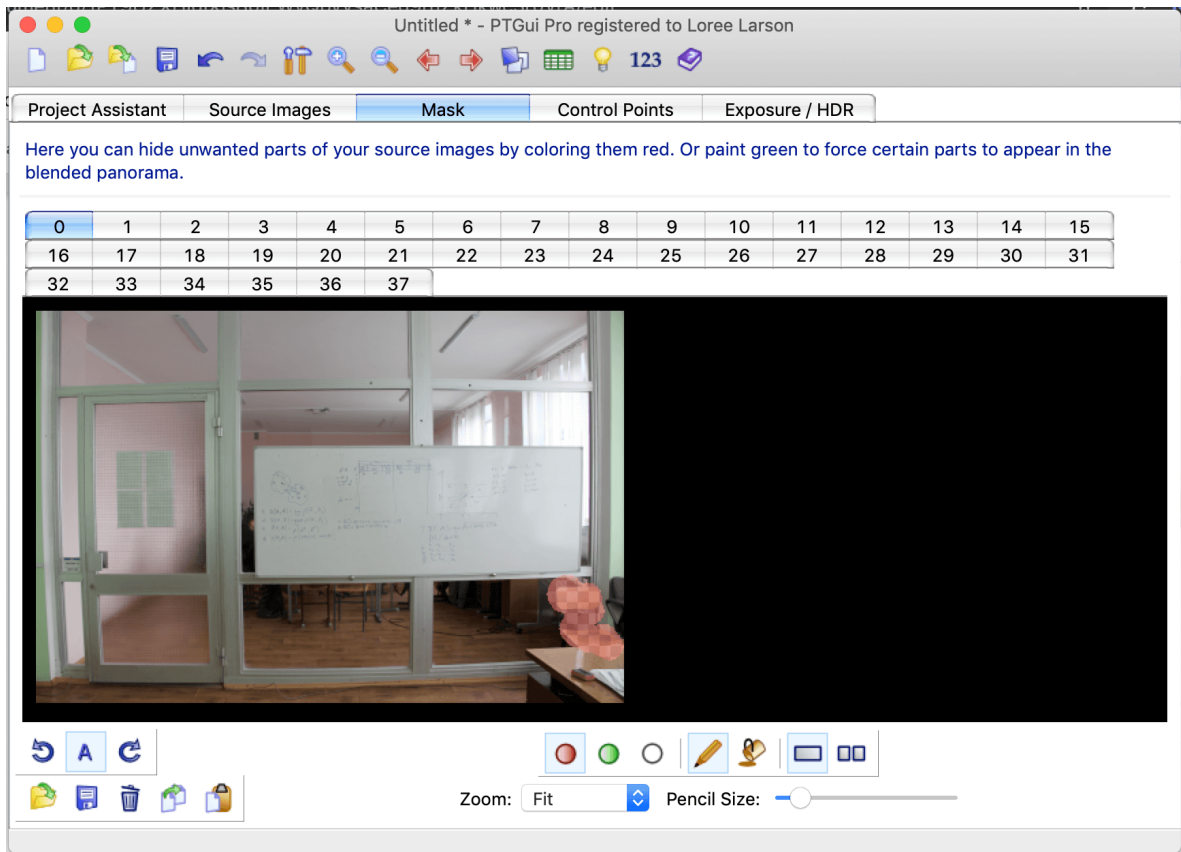 Untitled * - PTGui Pro registered to Loree Larson
123
Project Assistant Source Images Mask Control Points Exposure / HDR
Here you can hide unwanted parts of your source images by coloring them red. Or paint green to force certain parts to appear in the
blended panorama.
0 1 2 3 4 5 6 7 8 9 10 11 12 13 14 15
16 17 18 19 20 21 22 23 24 25 26 27 28 29 30 31
32 33 34 35 36 37
A
Zoom: Fit Pencil Size: